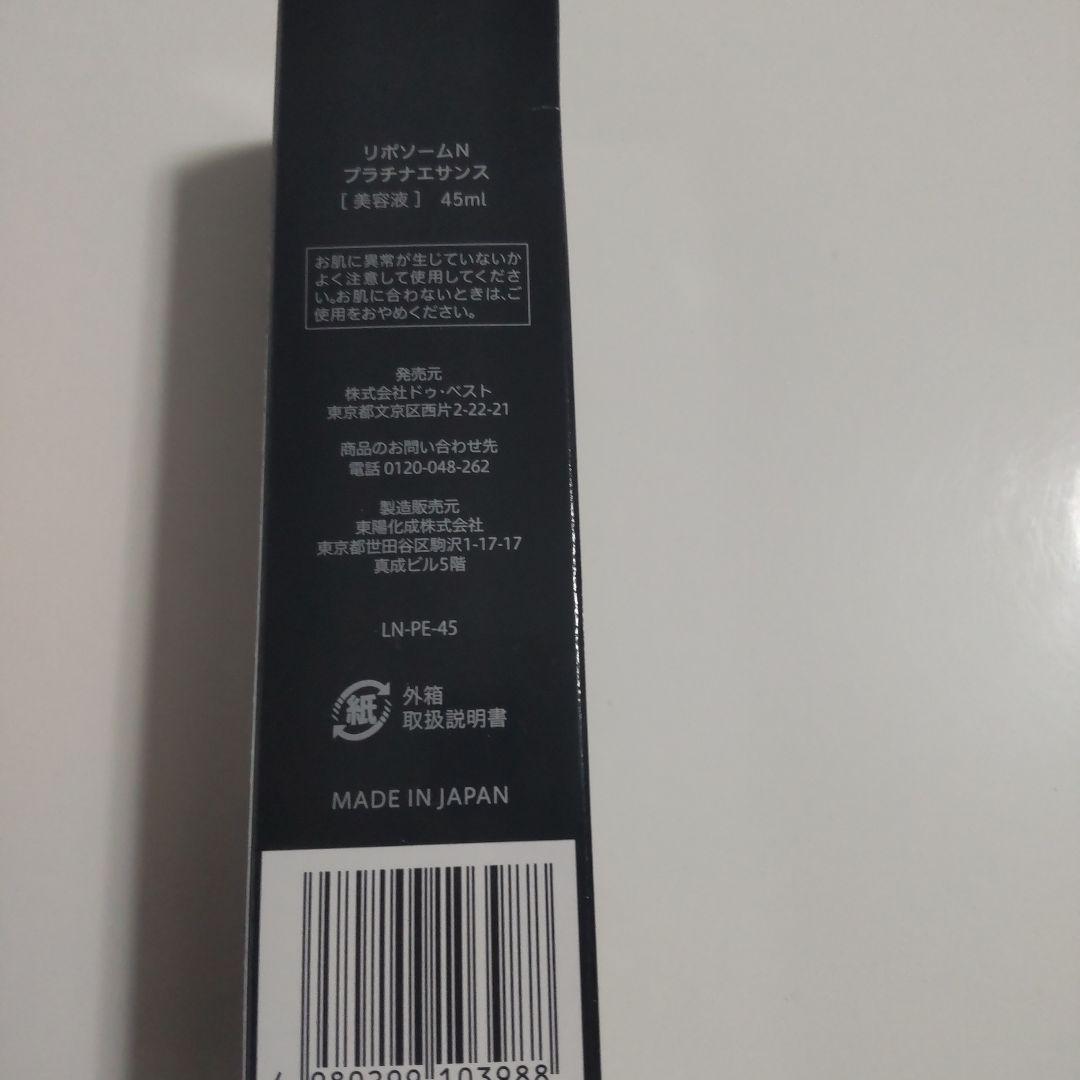 リポソームN
プラチナエサンス
[美容液] 45ml
お肌に異常が生じていないか
よく注意して使用してくださ
い。お肌に合わないときは、ご
使用をおやめください。
発売元
株式会社ドゥ・ベスト
東京都文京区西片2-22-21
商品のお問い合わせ先
電話 0120-048-262
製造販売元
東陽化成株式会社
東京都世田谷区駒沢1-17-17
真成ビル5階
LN-PE-45
紙
外箱
取扱説明書
MADE IN JAPAN
4 980209 103988